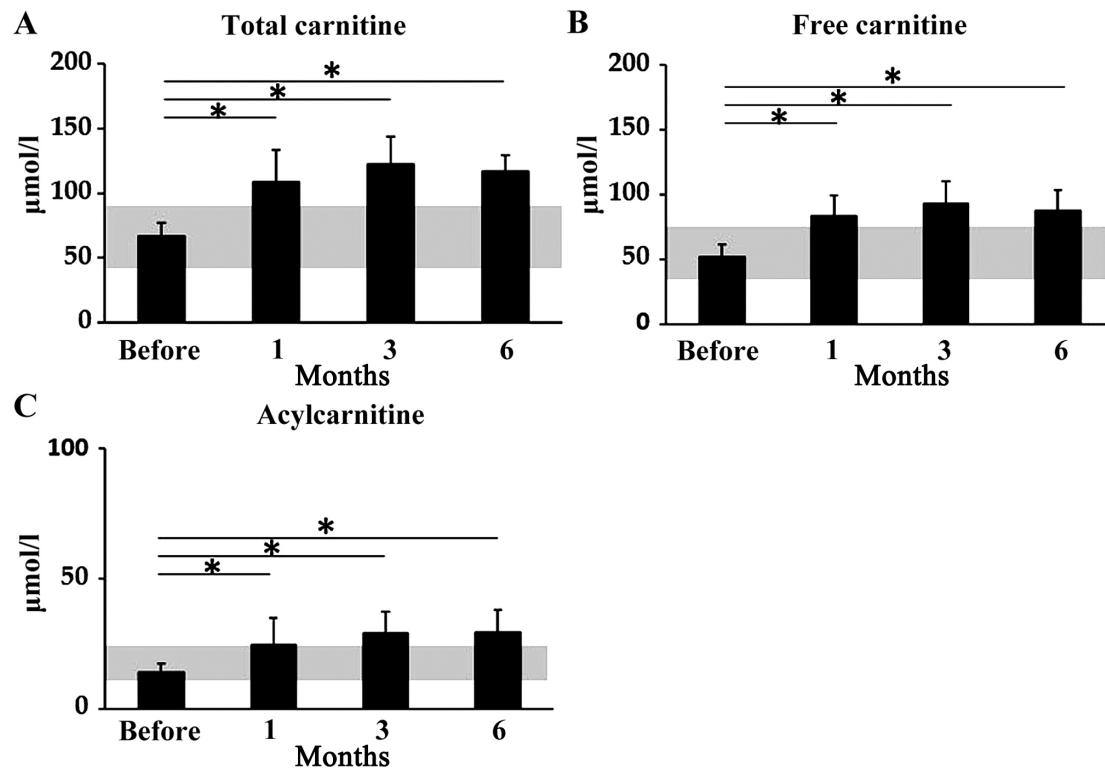 A
Total carnitine
200
150
100
50
0
μmol/l
* * *
Before 1 3 6
Months
B
Free carnitine
200
150
100
50
0
μmol/l
* * *
Before 1 3 6
Months
C
Acylcarnitine
100
50
0
μmol/l
* * *
Before 1 3 6
Months